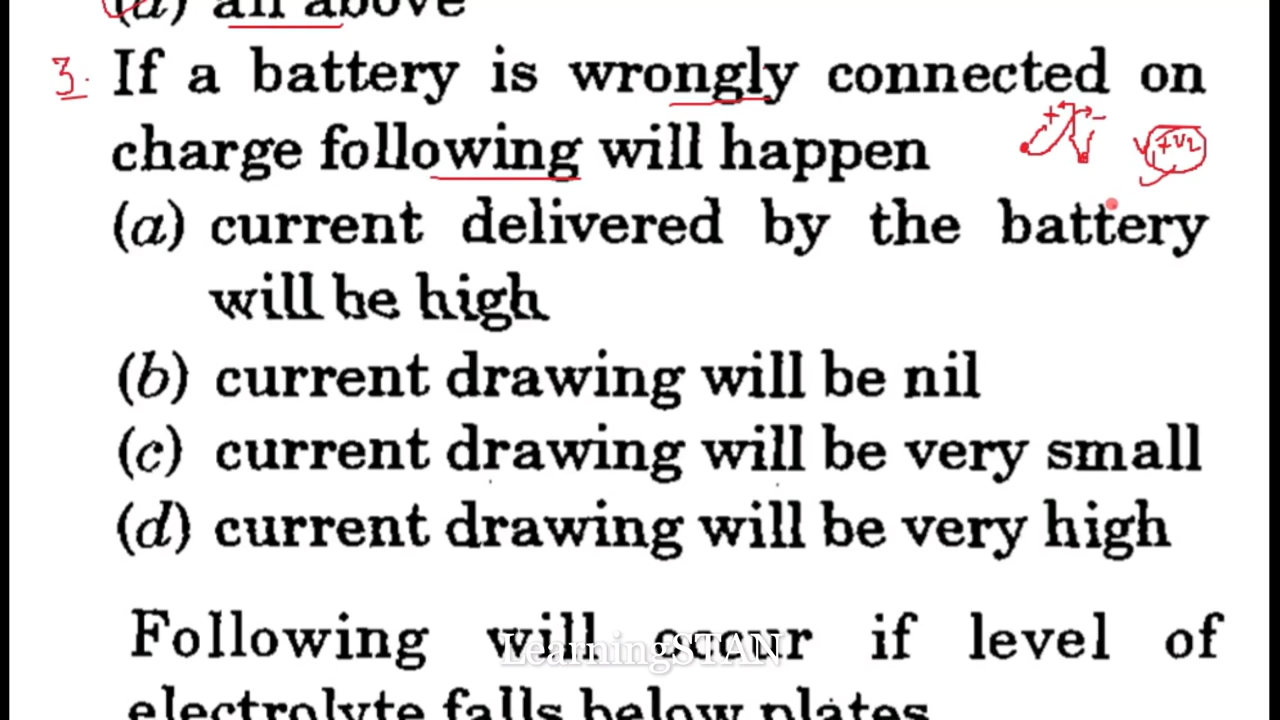 (d) all above
3. If a battery is wrongly connected on
charge following will happen
+ -
(a) current delivered by the battery
will be high
(b) current drawing will be nil
(c) current drawing will be very small
(d) current drawing will be very high
Following will occur if level of
LearningSTAN
electrolyte falls below plates